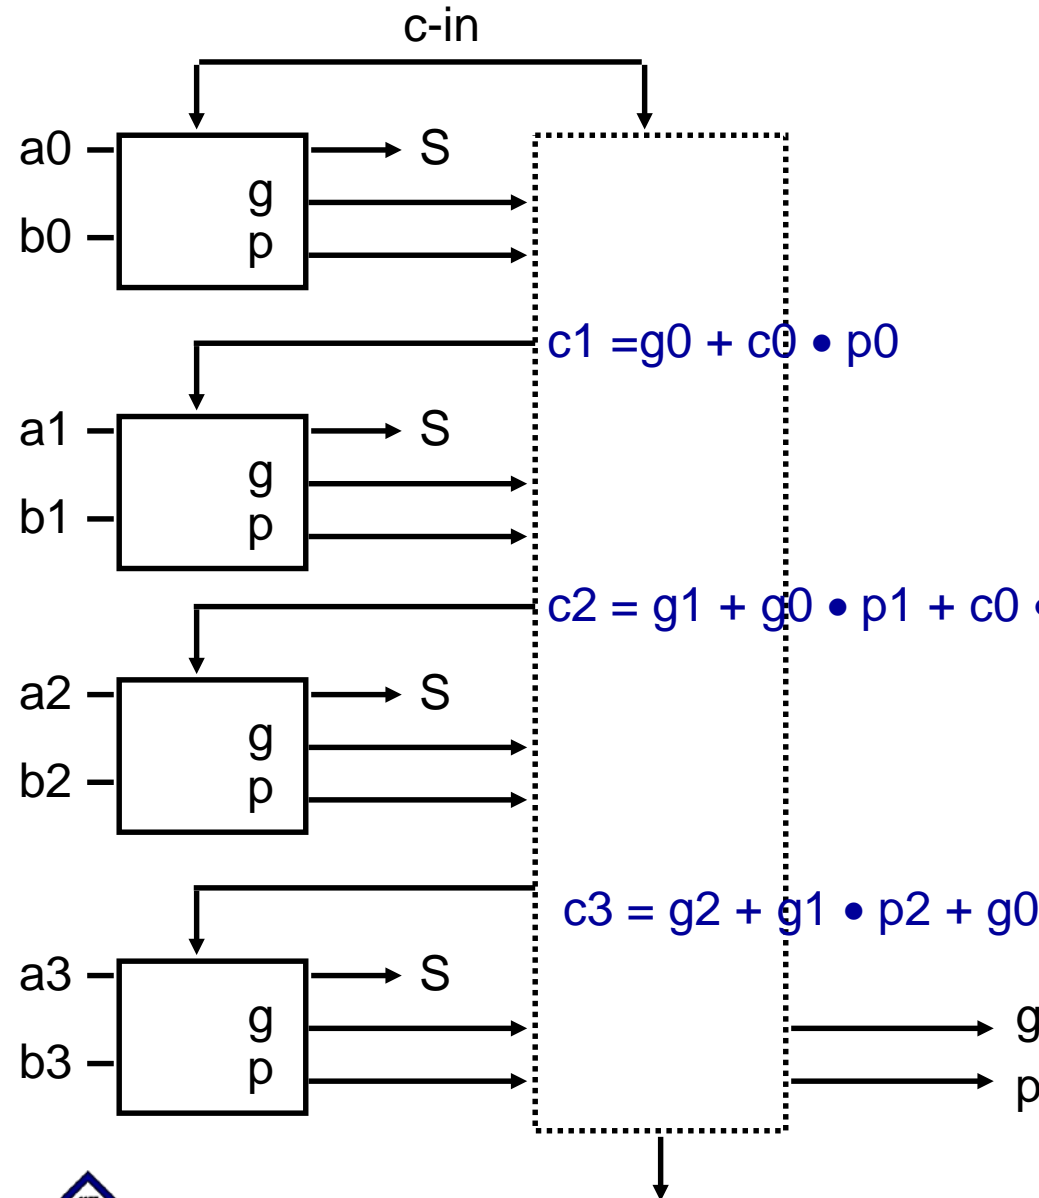 c-in
a0
S
g
b0
p
c1 =g0 + c0 • p0
a1
S
g
b1
p
c2 = g1 + g0 • p1 + c0 •
a2
S
g
b2
p
c3 = g2 + g1 • p2 + g0
a3
S
g
g
b3
p
p